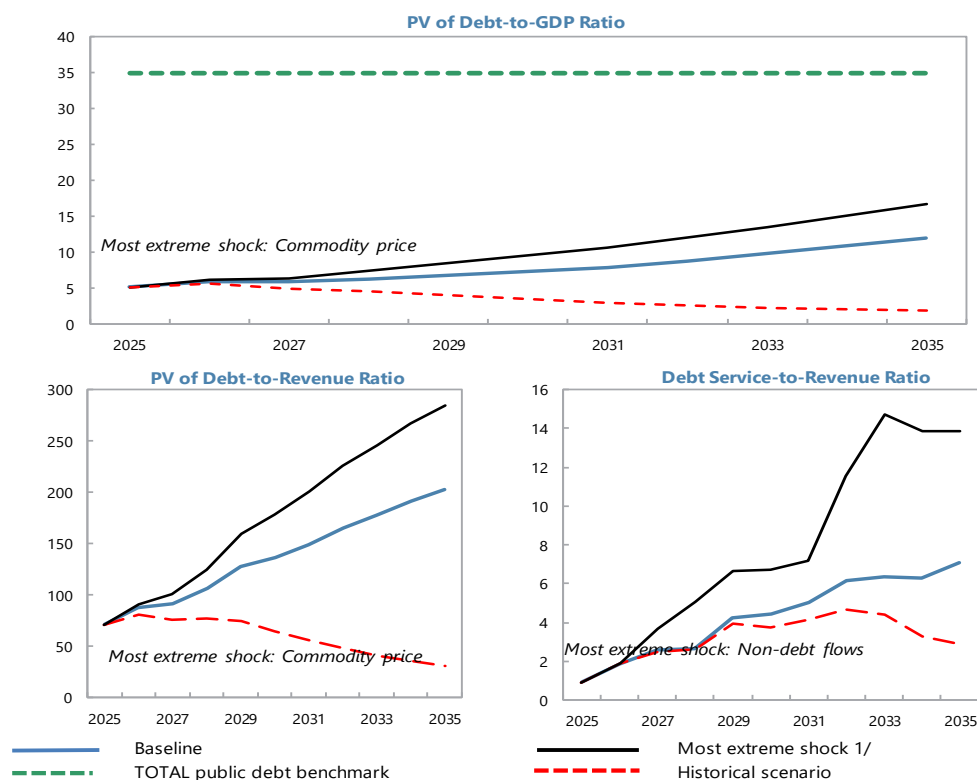 PV of Debt-to-GDP Ratio
40
35
30
25
20
15
10
5
0
Most extreme shock: Commodity price
2025 2027 2029 2031 2033 2035
PV of Debt-to-Revenue Ratio
300
250
200
150
100
50
0
Most extreme shock: Commodity price
2025 2027 2029 2031 2033 2035
Debt Service-to-Revenue Ratio
16
14
12
10
8
6
4
2
0
Most extreme shock: Non-debt flows
2025 2027 2029 2031 2033 2035
Baseline
TOTAL public debt benchmark
Most extreme shock 1/
Historical scenario